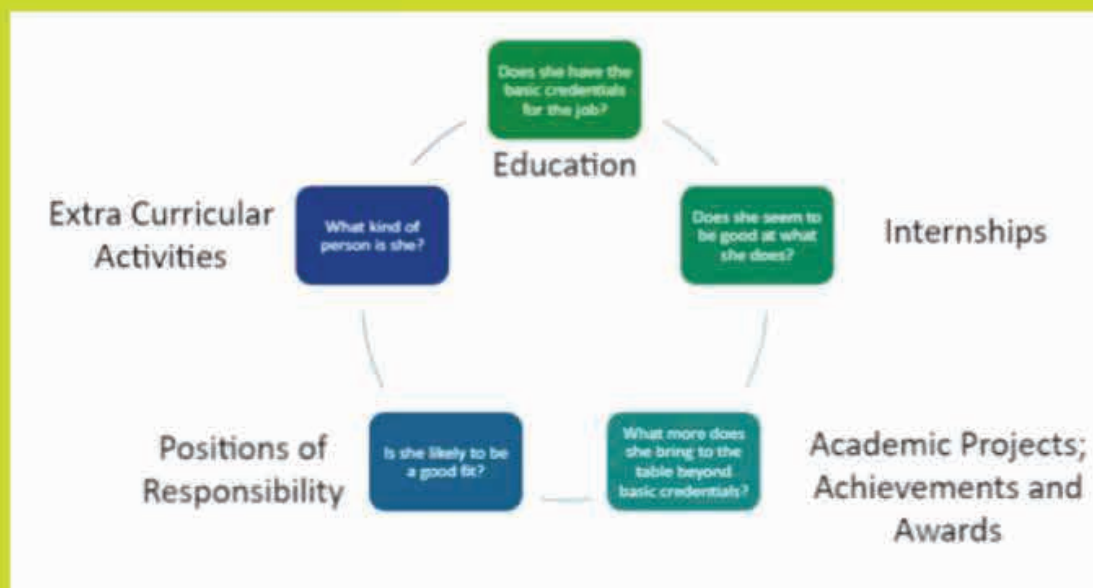 Does she have the
basic credentials
for the job?
Education
Does she seem to
be good at what
she does?
Internships
What more does
she bring to the
table beyond
basic credentials?
Academic Projects;
Achievements and
Awards
Is she likely to be
a good fit?
Positions of
Responsibility
What kind of
person is she?
Extra Curricular
Activities